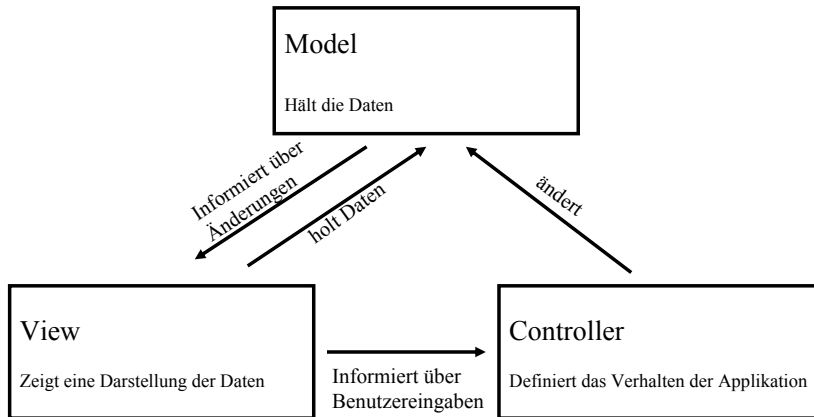 Model
Hält die Daten
Informiert über
Änderungen
holt Daten
ändert
View
Zeigt eine Darstellung der Daten
Informiert über
Benutzereingaben
Controller
Definiert das Verhalten der Applikation